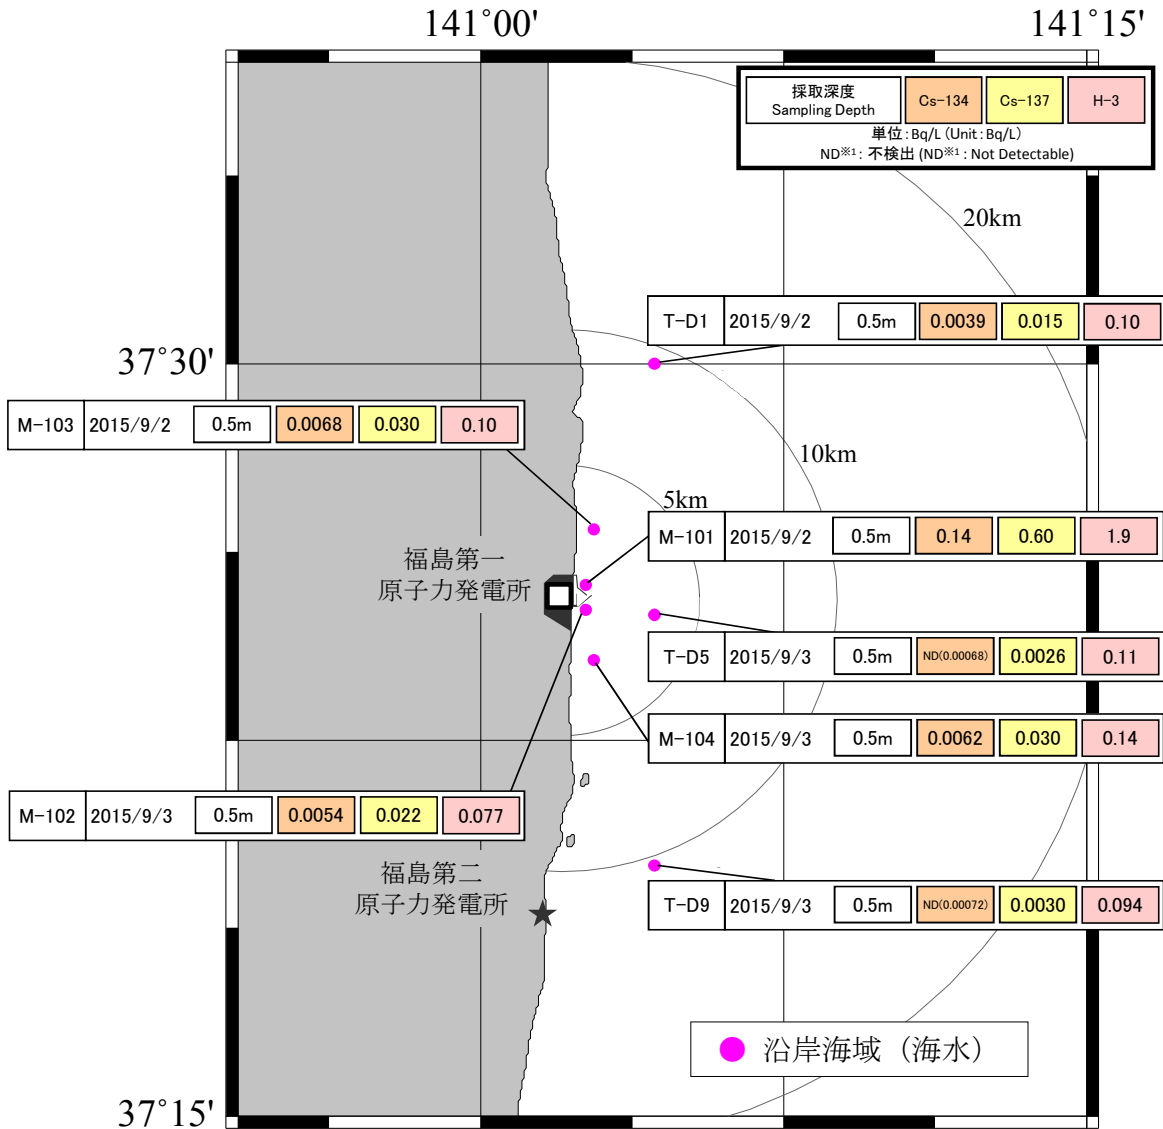 141°00' 141°15'
採取深度
Sampling Depth
Cs-134 Cs-137 H-3
単位:Bq/L (Unit:Bq/L)
ND※1: 不検出 (ND※1: Not Detectable)
20km
T-D1 2015/9/2 0.5m 0.0039 0.015 0.10
37°30'
M-103 2015/9/2 0.5m 0.0068 0.030 0.10
10km
5km
M-101 2015/9/2 0.5m 0.14 0.60 1.9
福島第一
原子力発電所
T-D5 2015/9/3 0.5m ND(0.00068) 0.0026 0.11
M-104 2015/9/3 0.5m 0.0062 0.030 0.14
M-102 2015/9/3 0.5m 0.0054 0.022 0.077
福島第二
原子力発電所
T-D9 2015/9/3 0.5m ND(0.00072) 0.0030 0.094
沿岸海域（海水）
37°15'